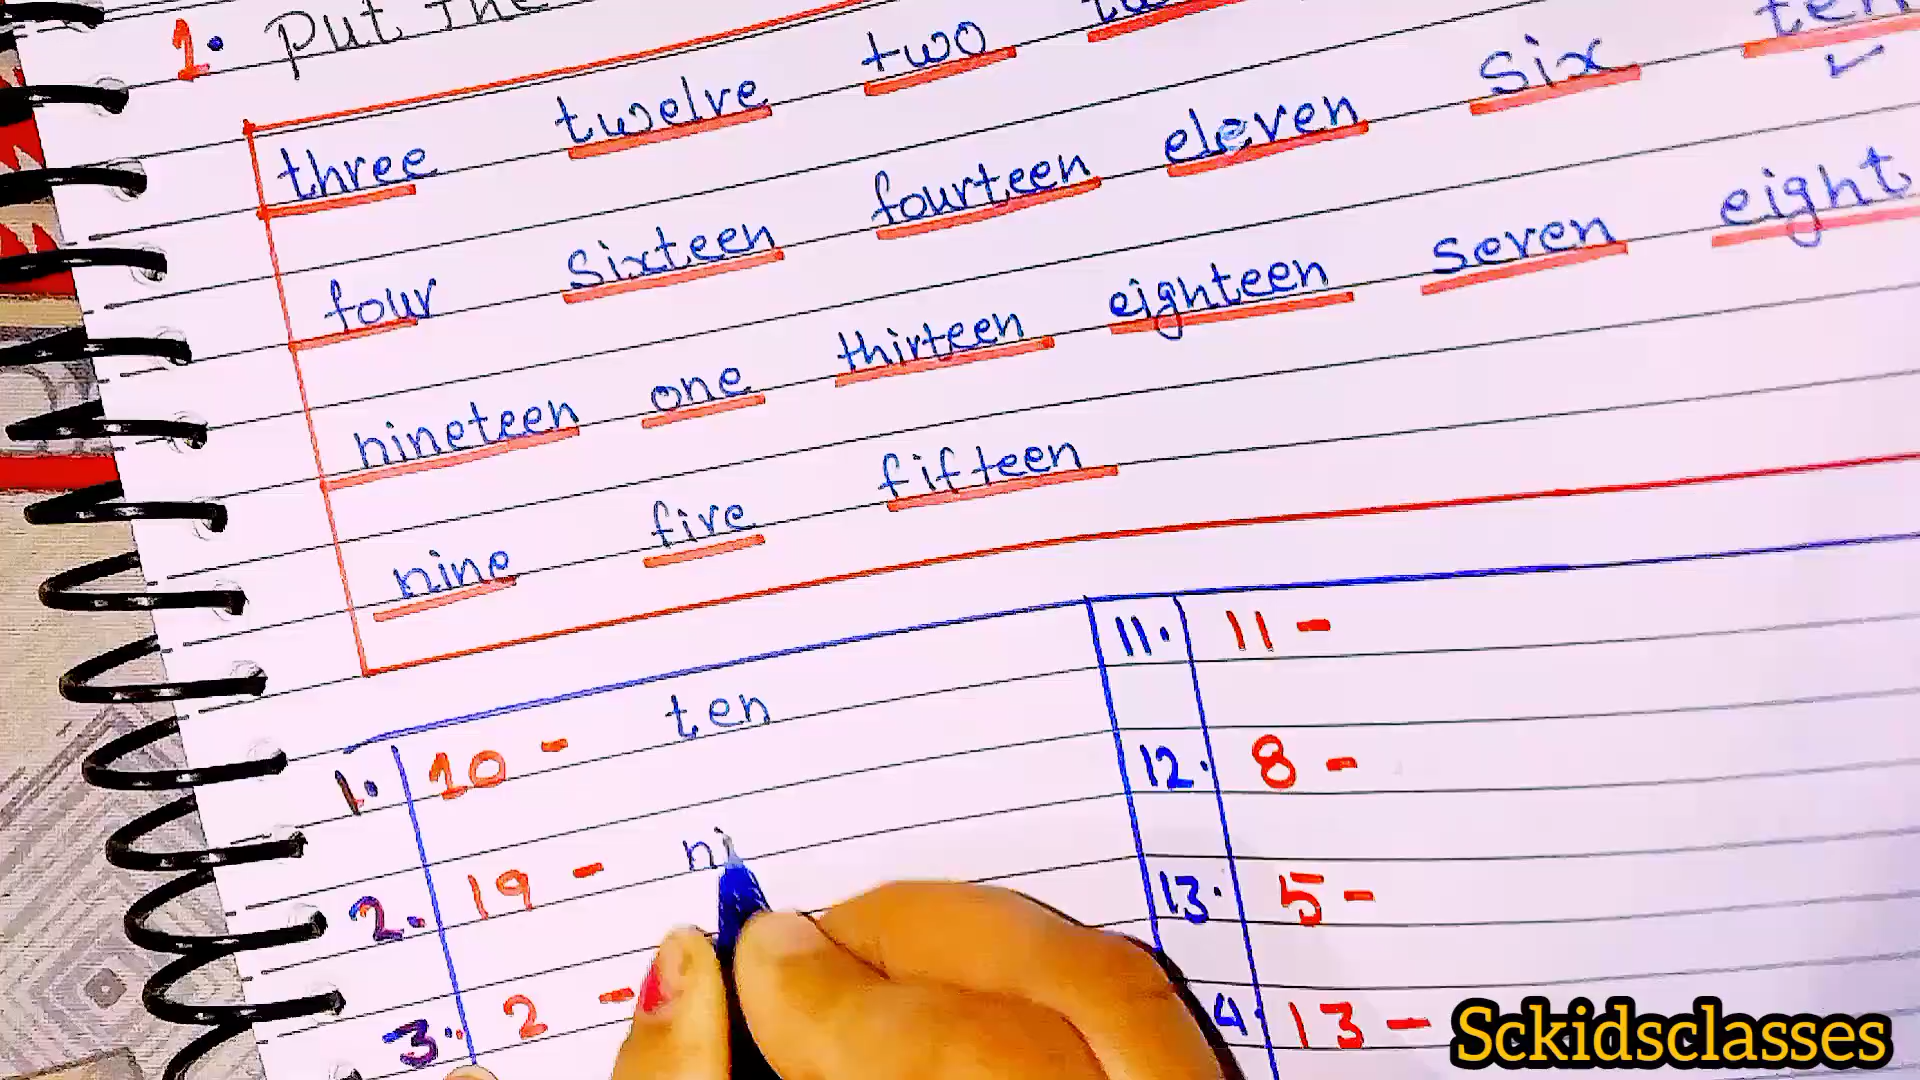 1. Put The
three twelve two
four sixteen fourteen eleven six ten
nineteen one thirteen eighteen seven eight
nine five fifteen
1. 10 - ten
2. 19 - ni
3. 2 -
11. 11 -
12. 8 -
13. 5 -
4. 13 -
Sckidsclasses